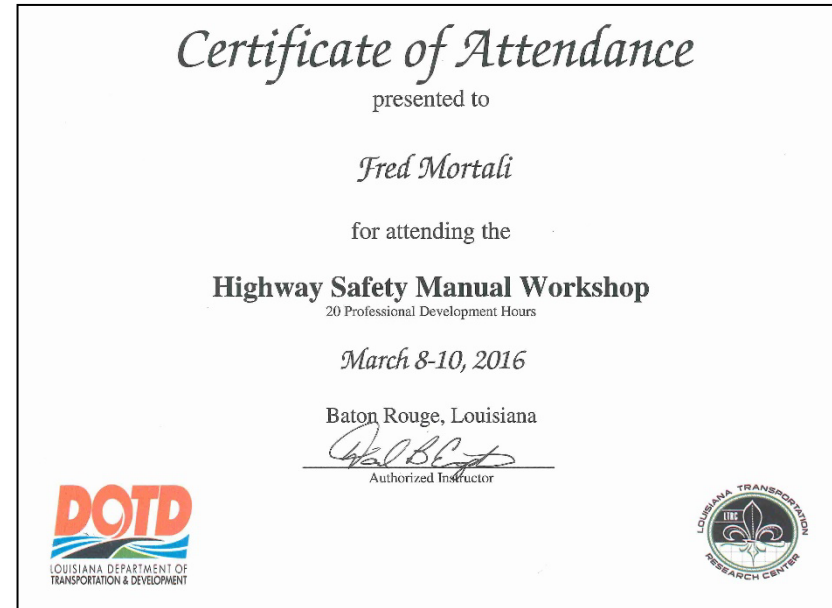 Certificate of Attendance
presented to
Fred Mortali
for attending the
Highway Safety Manual Workshop
20 Professional Development Hours
March 8-10, 2016
Baton Rouge, Louisiana
Authorized Instructor
DOTD
LOUISIANA DEPARTMENT OF
TRANSPORTATION & DEVELOPMENT
LOUISIANA TRANSPORTATION
LTRC
RESEARCH CENTER